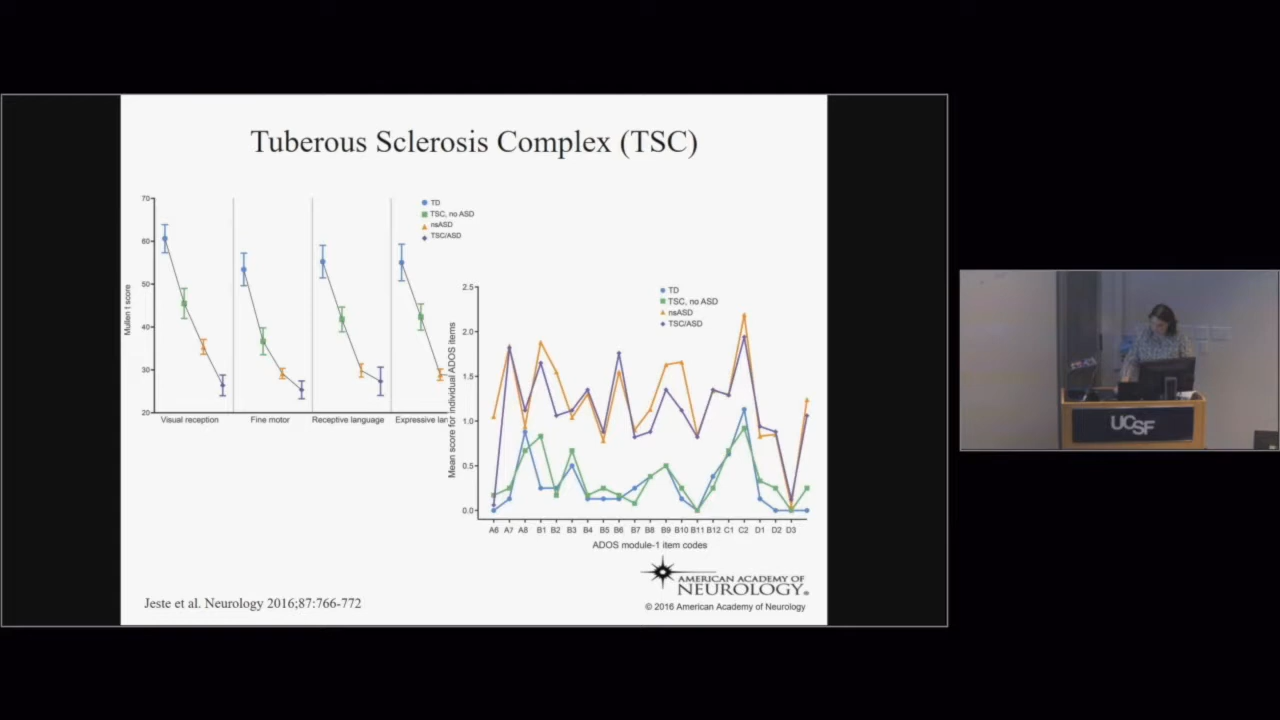 Tuberous Sclerosis Complex (TSC)
70
60
50
40
30
20
Mullen t score
Visual reception
Fine motor
Receptive language
Expressive lan
TD
TSC, no ASD
nsASD
TSC/ASD
2.5
2.0
1.5
1.0
0.5
0.0
Mean score for individual ADOS items
TD
TSC, no ASD
nsASD
TSC/ASD
A6 A7 A8 B1 B2 B3 B4 B5 B6 B7 B8 B9 B10 B11 B12 C1 C2 D1 D2 D3
ADOS module-1 item codes
AMERICAN ACADEMY OF
NEUROLOGY®
© 2016 American Academy of Neurology
Jeste et al. Neurology 2016;87:766-772
UCSF